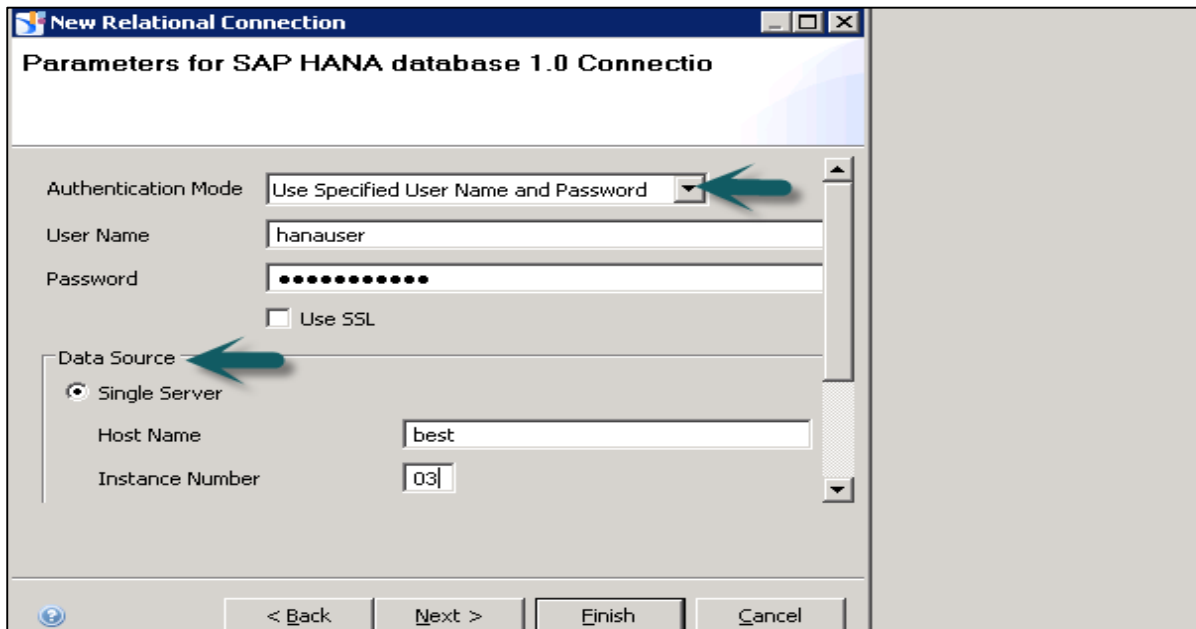 New Relational Connection
Parameters for SAP HANA database 1.0 Connectio
Authentication Mode Use Specified User Name and Password
User Name hanauser
Password ●●●●●●●●●●●
Use SSL
Data Source
Single Server
Host Name best
Instance Number 03
< Back Next > Finish Cancel